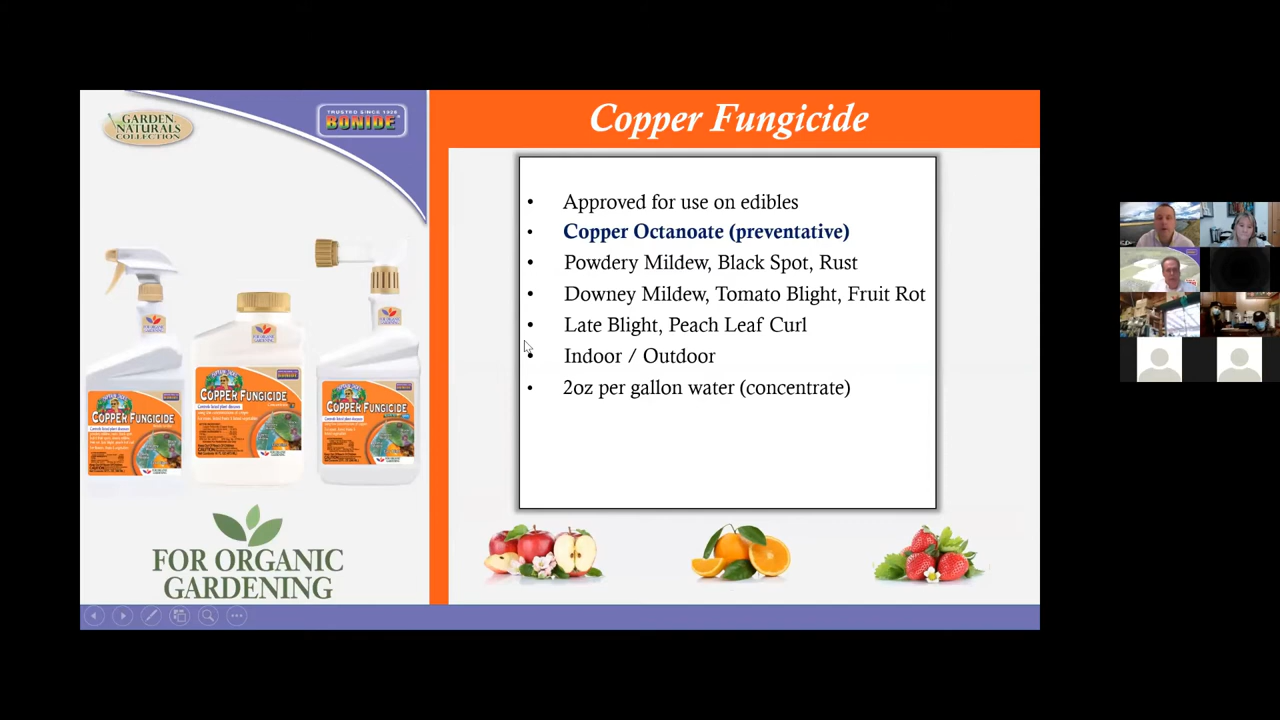 GARDEN
NATURALS
COLLECTION
TRUSTED SINCE 1926
BONIDE
Copper Fungicide
• Approved for use on edibles
• Copper Octanoate (preventative)
• Powdery Mildew, Black Spot, Rust
• Downey Mildew, Tomato Blight, Fruit Rot
• Late Blight, Peach Leaf Curl
• Indoor / Outdoor
• 2oz per gallon water (concentrate)
COPPER FUNGICIDE
COPPER FUNGICIDE
COPPER FUNGICIDE
FOR ORGANIC
GARDENING